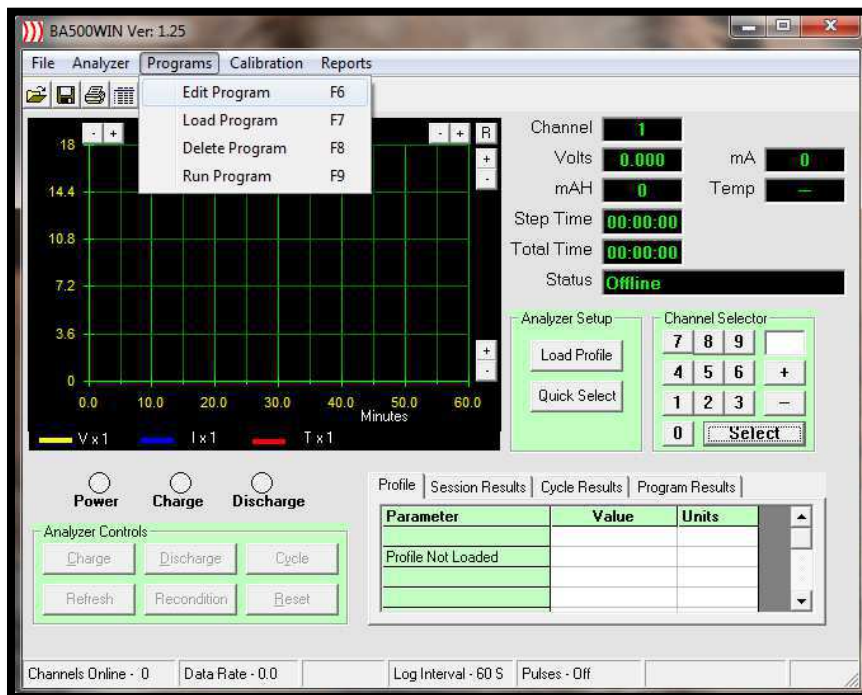 BA500WIN Ver: 1.25
File Analyzer Programs Calibration Reports
Edit Program F6
Load Program F7
Delete Program F8
Run Program F9
- +
- + R
+
-
18
14.4
10.8
7.2
3.6
0
+
-
0.0 10.0 20.0 30.0 40.0 50.0 60.0
Minutes
V x 1 I x 1 T x 1
Channel 1
Volts 0.000 mA 0
mAH 0 Temp ---
Step Time 00:00:00
Total Time 00:00:00
Status Offline
Analyzer Setup
Load Profile
Quick Select
Channel Selector
7 8 9
4 5 6 +
1 2 3 -
0 Select
Power Charge Discharge
Analyzer Controls
Charge Discharge Cycle
Refresh Recondition Reset
Profile Session Results Cycle Results Program Results
Parameter Value Units
Profile Not Loaded
Channels Online - 0 Data Rate - 0.0 Log Interval - 60 S Pulses - Off